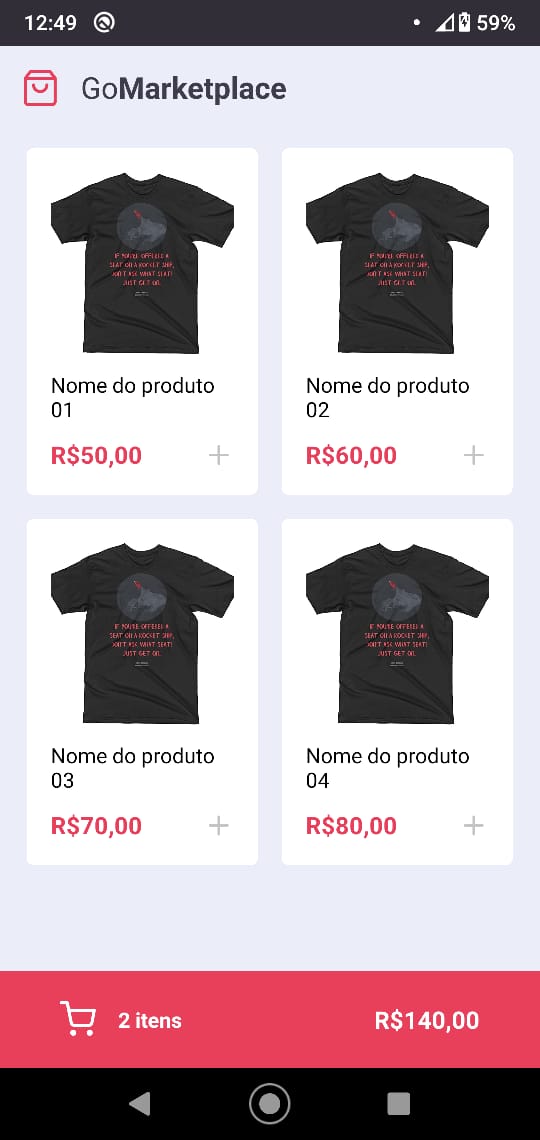 12:49
59%
GoMarketplace
IF YOU'RE OFFERED A
SEAT ON A ROCKET SHIP,
DON'T ASK WHAT SEAT!
JUST GET ON.
IF YOU'RE OFFERED A
SEAT ON A ROCKET SHIP,
DON'T ASK WHAT SEAT!
JUST GET ON.
Nome do produto
01
Nome do produto
02
R$50,00
R$60,00
IF YOU'RE OFFERED A
SEAT ON A ROCKET SHIP,
DON'T ASK WHAT SEAT!
JUST GET ON.
IF YOU'RE OFFERED A
SEAT ON A ROCKET SHIP,
DON'T ASK WHAT SEAT!
JUST GET ON.
Nome do produto
03
Nome do produto
04
R$70,00
R$80,00
2 itens
R$140,00